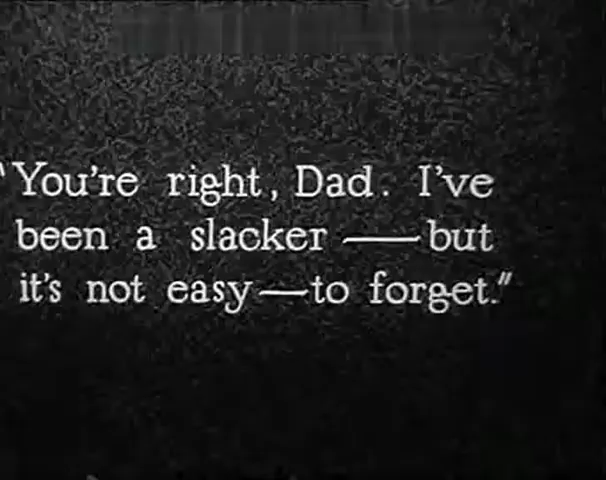 "You're right, Dad. I've
been a slacker — but
it's not easy — to forget."